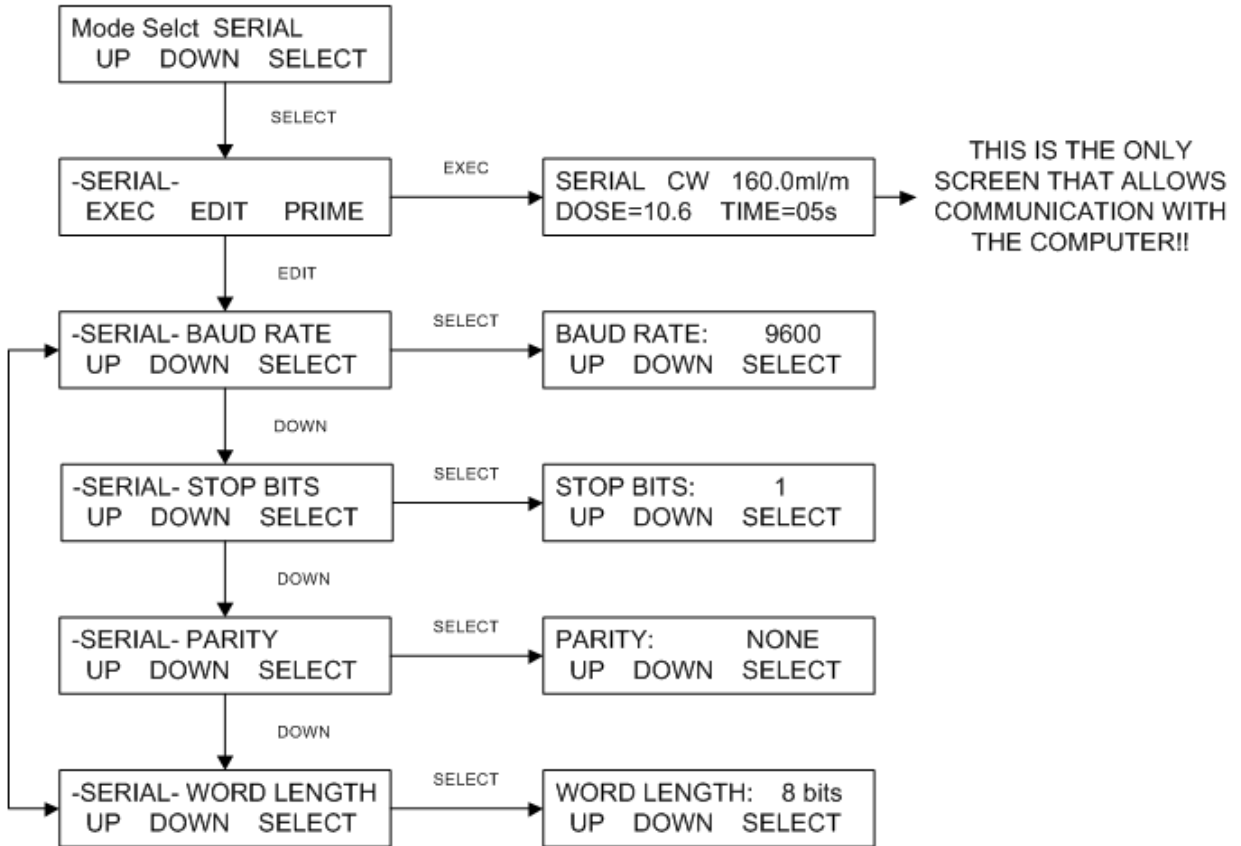 Mode Selct SERIAL
UP DOWN SELECT
SELECT
-SERIAL-
EXEC EDIT PRIME
EXEC
SERIAL CW 160.0ml/m
DOSE=10.6 TIME=05s
THIS IS THE ONLY
SCREEN THAT ALLOWS
COMMUNICATION WITH
THE COMPUTER!!
EDIT
-SERIAL- BAUD RATE
UP DOWN SELECT
SELECT
BAUD RATE: 9600
UP DOWN SELECT
DOWN
-SERIAL- STOP BITS
UP DOWN SELECT
SELECT
STOP BITS: 1
UP DOWN SELECT
DOWN
-SERIAL- PARITY
UP DOWN SELECT
SELECT
PARITY: NONE
UP DOWN SELECT
DOWN
-SERIAL- WORD LENGTH
UP DOWN SELECT
SELECT
WORD LENGTH: 8 bits
UP DOWN SELECT